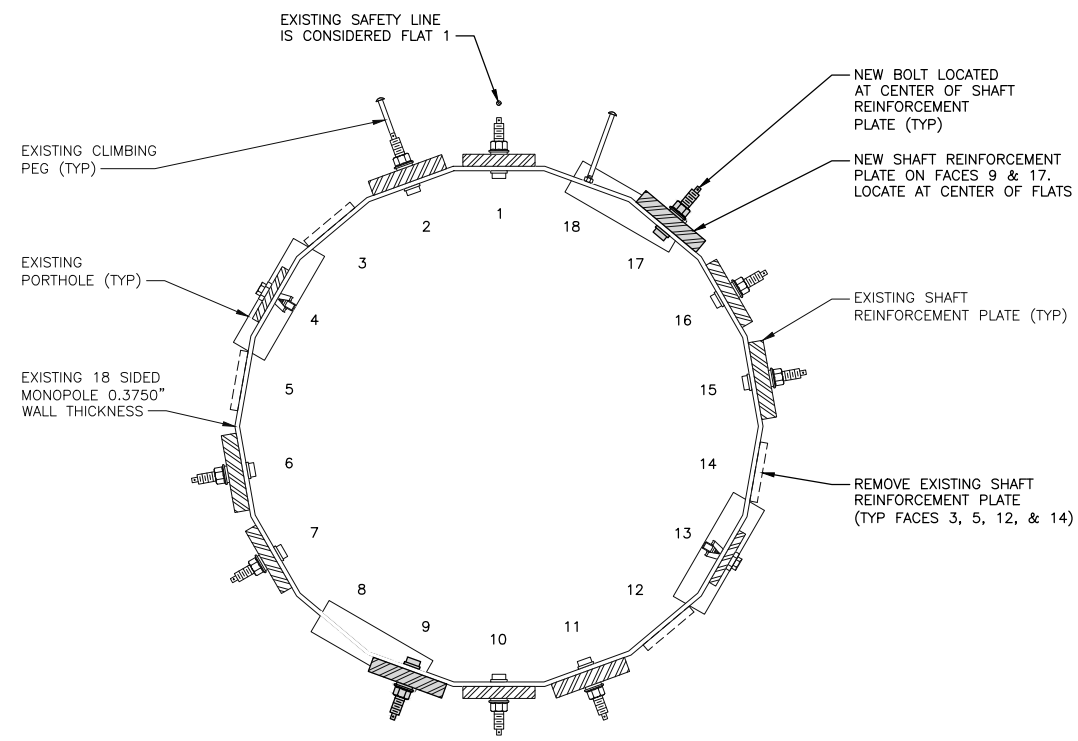 EXISTING SAFETY LINE
IS CONSIDERED FLAT 1
NEW BOLT LOCATED
AT CENTER OF SHAFT
REINFORCEMENT
PLATE (TYP)
EXISTING CLIMBING
PEG (TYP)
NEW SHAFT REINFORCEMENT
PLATE ON FACES 9 & 17.
LOCATE AT CENTER OF FLATS
1
2
18
3
17
EXISTING
PORTHOLE (TYP)
4
16
EXISTING SHAFT
REINFORCEMENT PLATE (TYP)
EXISTING 18 SIDED
MONOPOLE 0.3750"
WALL THICKNESS
5
15
6
14
REMOVE EXISTING SHAFT
REINFORCEMENT PLATE
(TYP FACES 3, 5, 12, & 14)
7
13
8
12
9
11
10